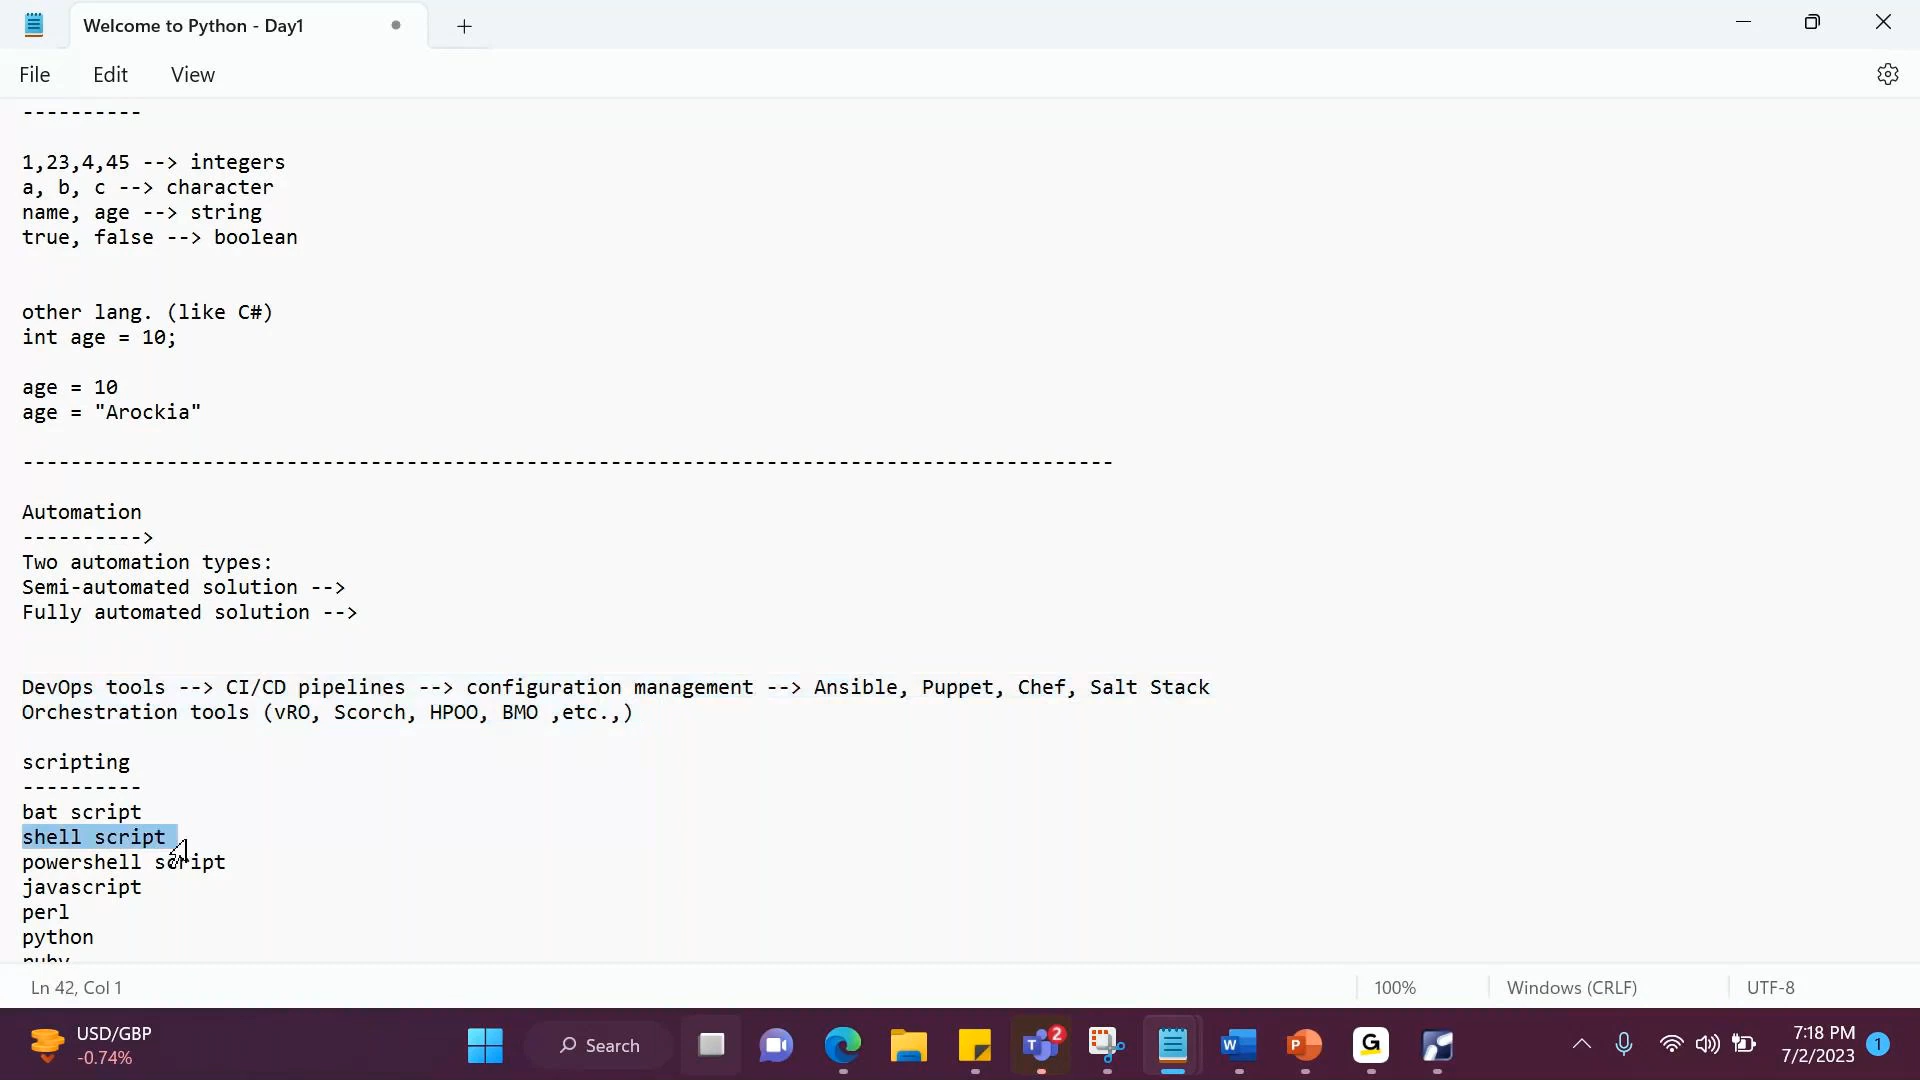 Welcome to Python - Day1
File Edit View
----------
1,23,4,45 --> integers
a, b, c --> character
name, age --> string
true, false --> boolean
other lang. (like C#)
int age = 10;
age = 10
age = "Arockia"
-------------------------------------------------------------------------------------------
Automation
---------->
Two automation types:
Semi-automated solution -->
Fully automated solution -->
DevOps tools --> CI/CD pipelines --> configuration management --> Ansible, Puppet, Chef, Salt Stack
Orchestration tools (vRO, Scorch, HPOO, BMO ,etc.,)
scripting
----------
bat script
shell script
powershell script
javascript
perl
python
ruby
Ln 42, Col 1 100% Windows (CRLF) UTF-8
USD/GBP
-0.74%
Search
2
7:18 PM
7/2/2023
1